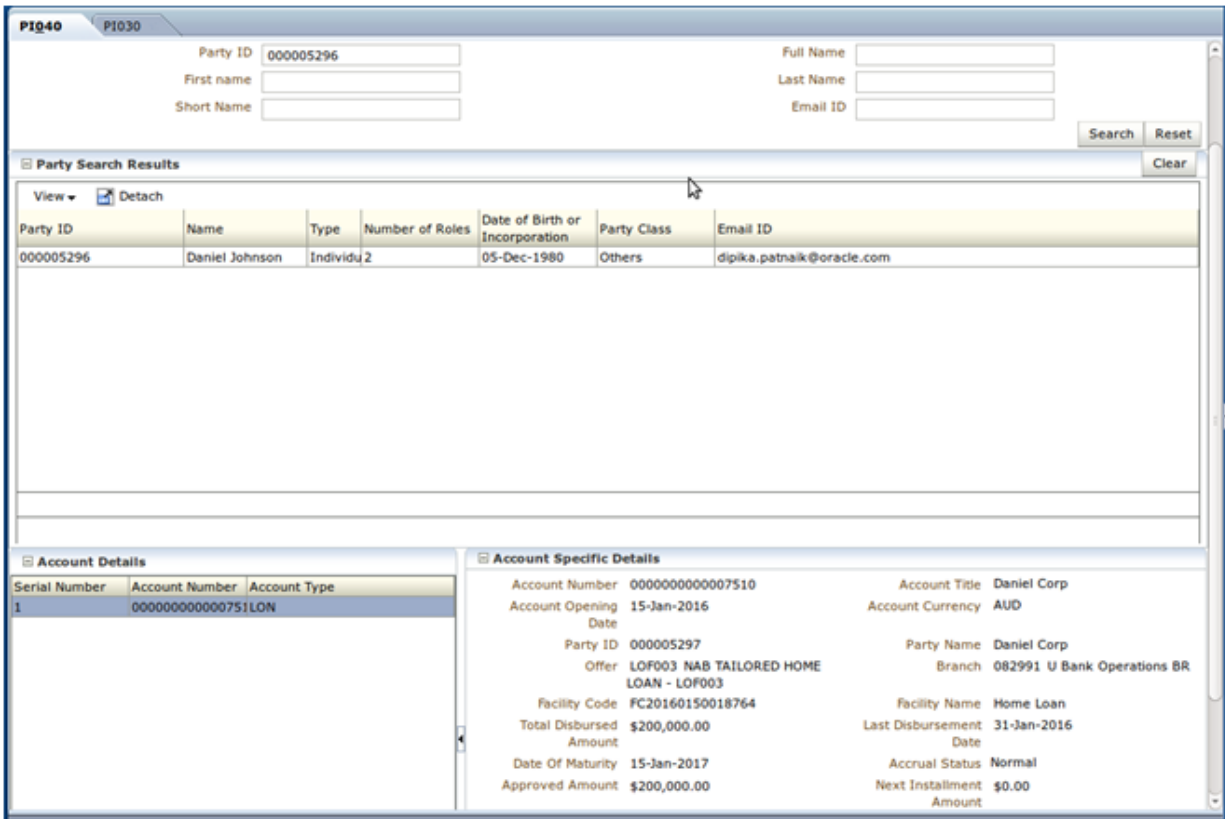 PI040 PI030
Party ID 000005296 Full Name
First name Last Name
Short Name Email ID
Search Reset
Party Search Results Clear
View Detach
Party ID Name Type Number of Roles Date of Birth or Incorporation Party Class Email ID
000005296 Daniel Johnson Individu 2 05-Dec-1980 Others dipika.patnaik@oracle.com
Account Details
Serial Number Account Number Account Type
1 000000000000751 LON
Account Specific Details
Account Number 0000000000007510 Account Title Daniel Corp
Account Opening Date 15-Jan-2016 Account Currency AUD
Party ID 000005297 Party Name Daniel Corp
Offer LOF003 NAB TAILORED HOME LOAN - LOF003 Branch 082991 U Bank Operations BR
Facility Code FC20160150018764 Facility Name Home Loan
Total Disbursed Amount $200,000.00 Last Disbursement Date 31-Jan-2016
Date Of Maturity 15-Jan-2017 Accrual Status Normal
Approved Amount $200,000.00 Next Installment Amount $0.00